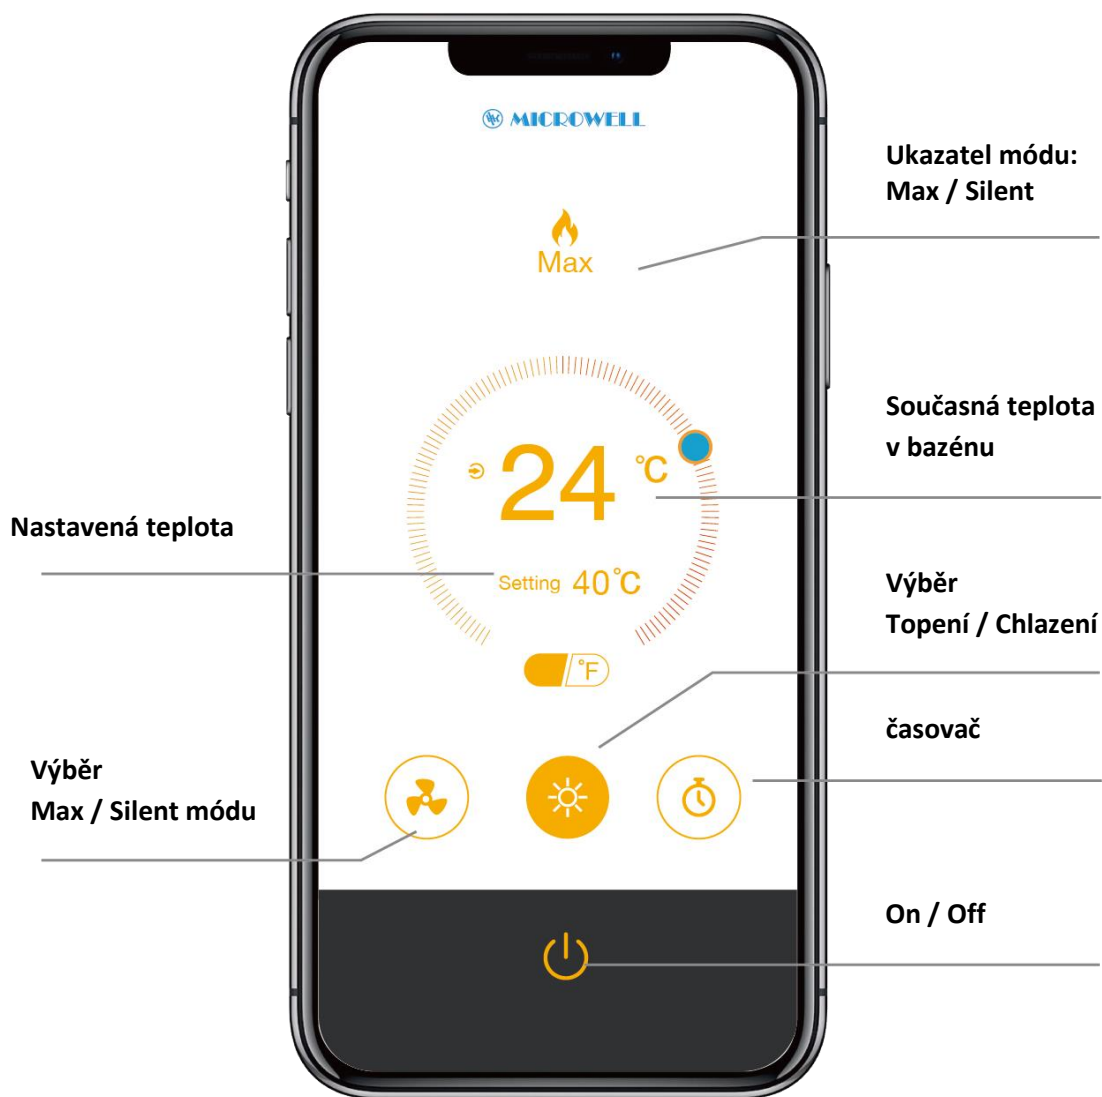 MICROWELL
Ukazatel módu:
Max / Silent
Max
Současná teplota
v bazénu
24 °C
Nastavená teplota
Setting 40°C
Výběr
Topení / Chlazení
°F
časovač
Výběr
Max / Silent módu
On / Off